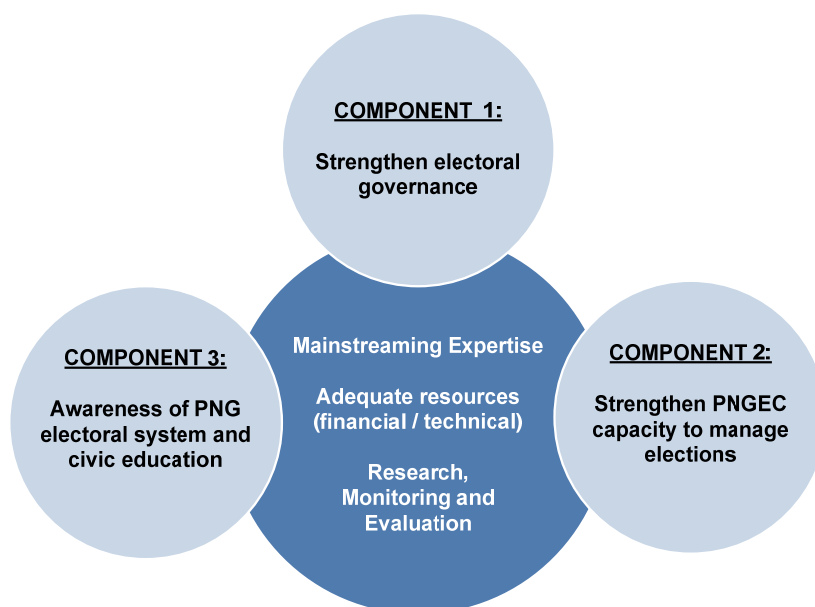 COMPONENT 1:
Strengthen electoral
governance
Mainstreaming Expertise
Adequate resources
(financial / technical)
Research,
Monitoring and
Evaluation
COMPONENT 2:
Strengthen PNGEC
capacity to manage
elections
COMPONENT 3:
Awareness of PNG
electoral system and
civic education